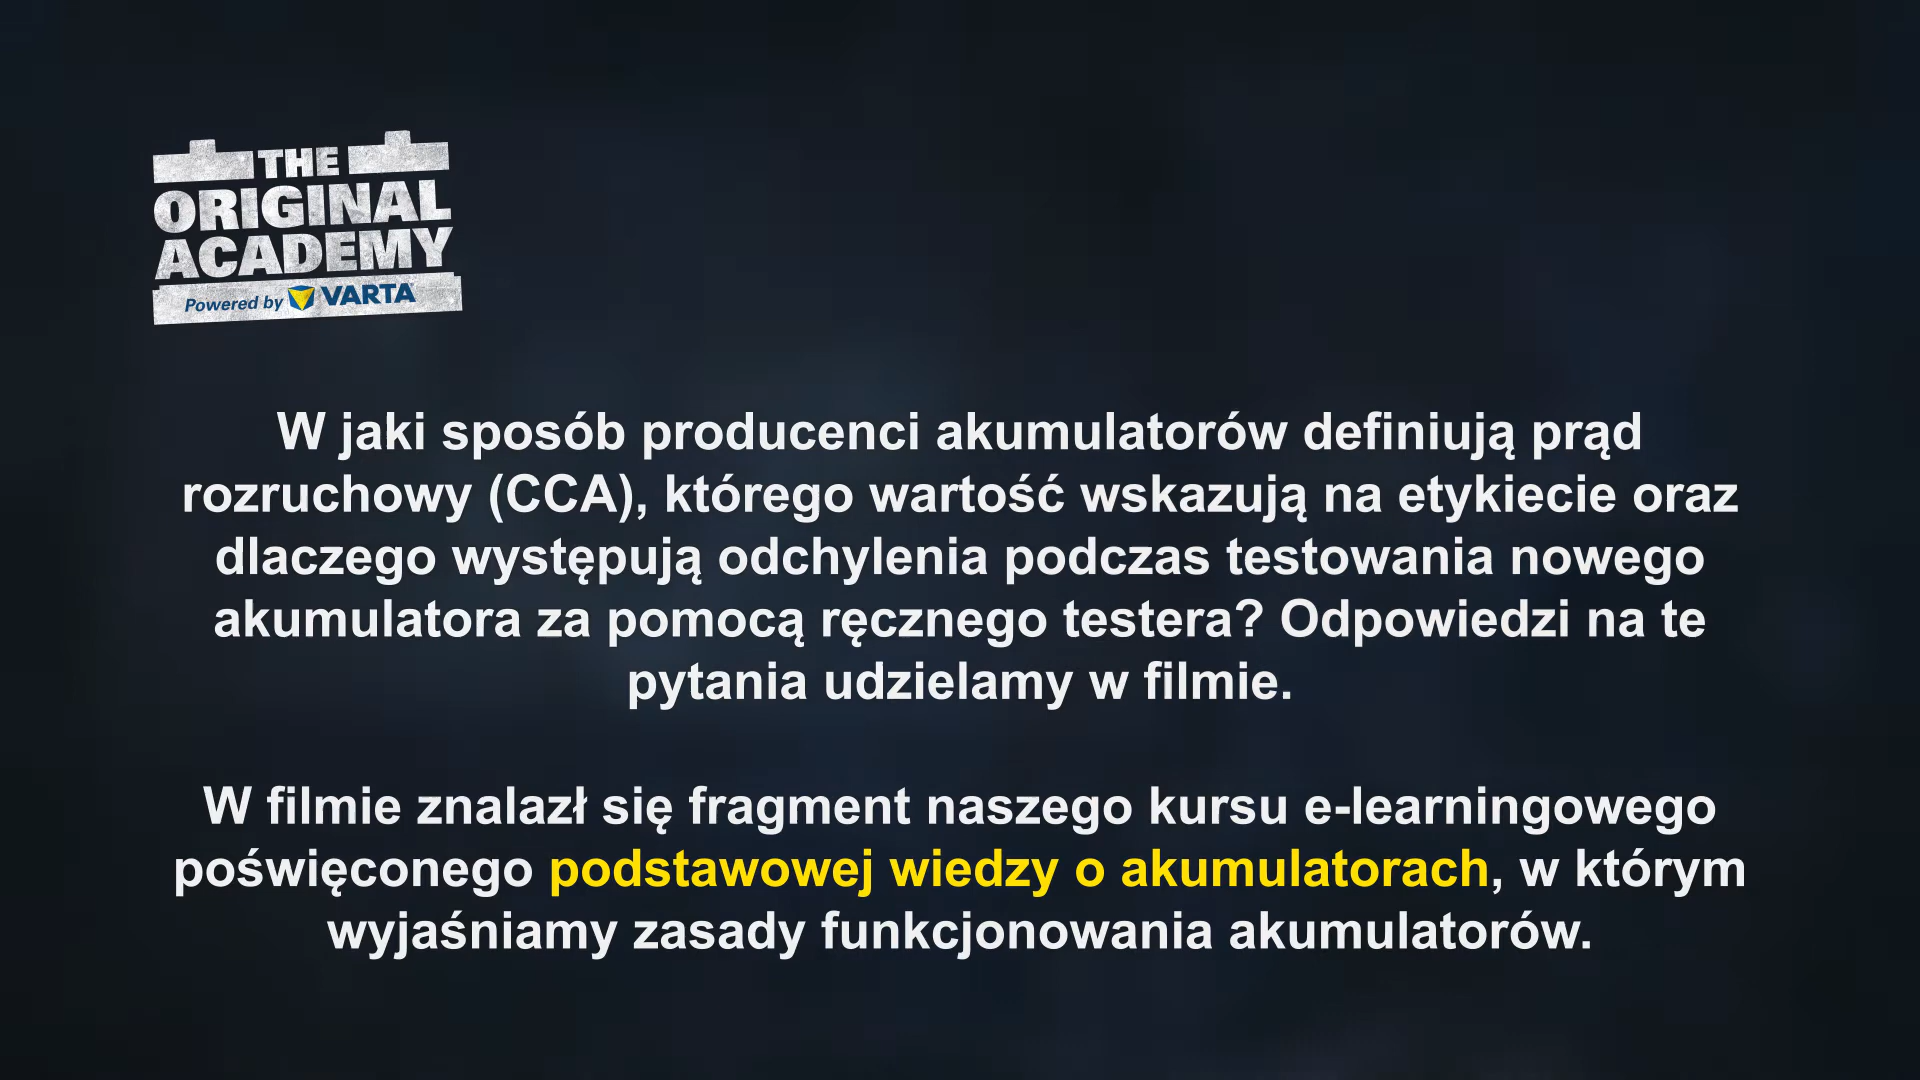 THE
ORIGINAL
ACADEMY
Powered by VARTA
W jaki sposób producenci akumulatorów definiują prąd
rozruchowy (CCA), którego wartość wskazują na etykiecie oraz
dlaczego występują odchylenia podczas testowania nowego
akumulatora za pomocą ręcznego testera? Odpowiedzi na te
pytania udzielamy w filmie.
W filmie znalazł się fragment naszego kursu e-learningowego
poświęconego podstawowej wiedzy o akumulatorach, w którym
wyjaśniamy zasady funkcjonowania akumulatorów.